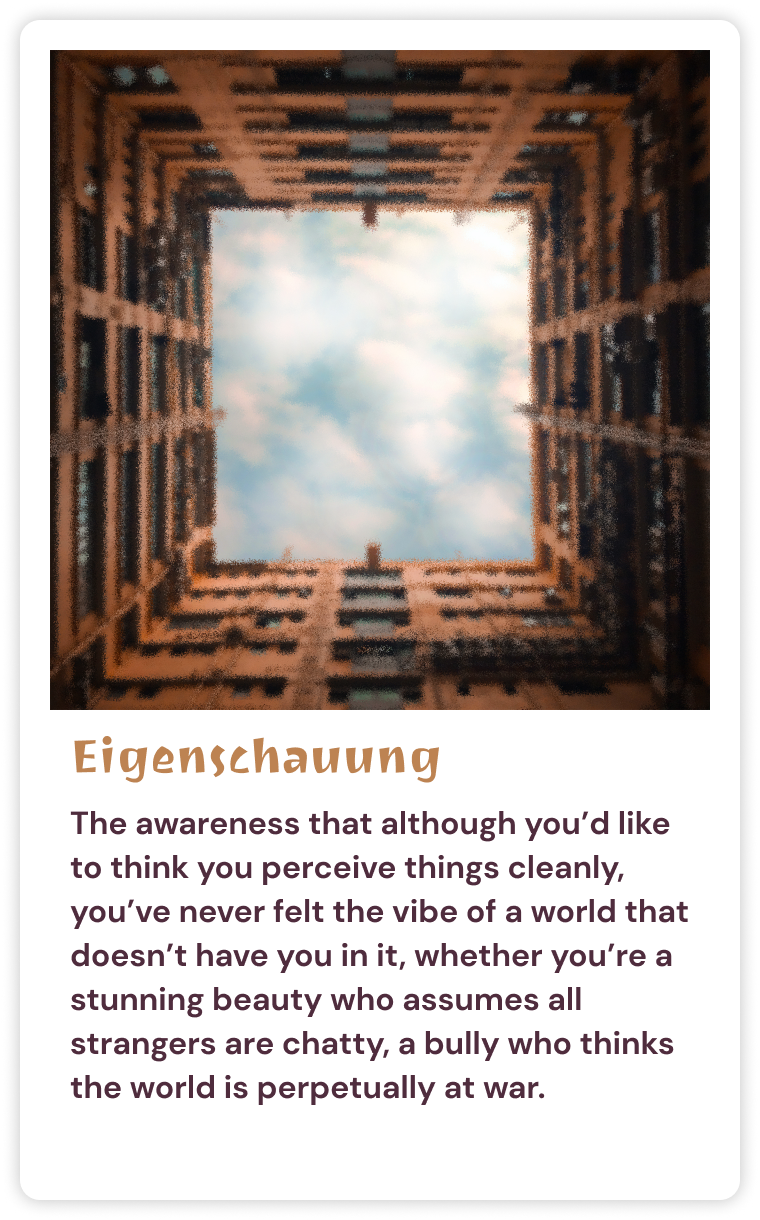 Eigenschauung
The awareness that although you’d like
to think you perceive things cleanly,
you’ve never felt the vibe of a world that
doesn’t have you in it, whether you’re a
stunning beauty who assumes all
strangers are chatty, a bully who thinks
the world is perpetually at war.